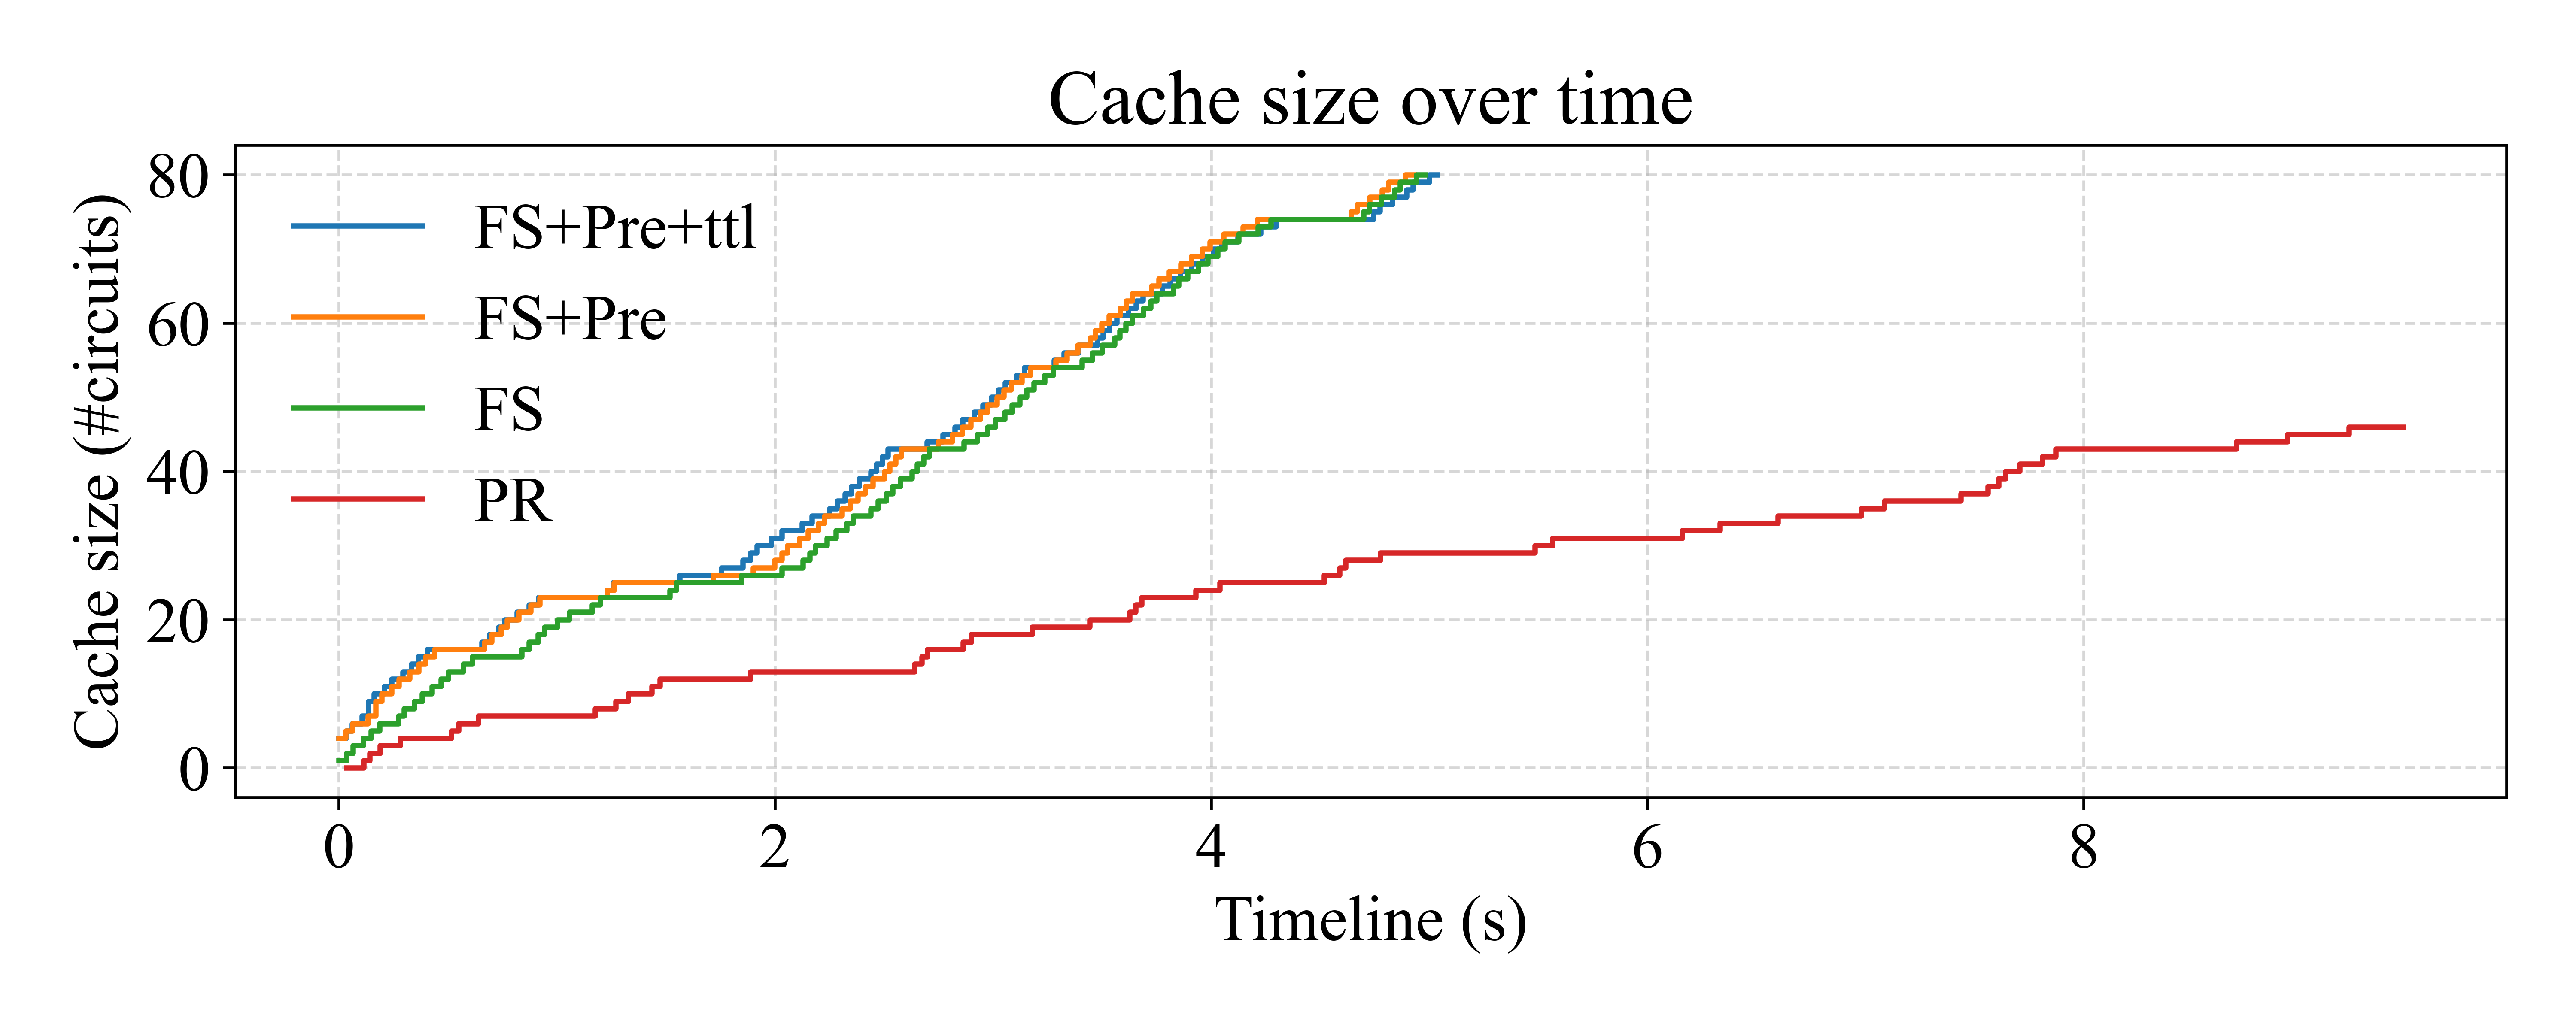 Cache size over time
Cache size (#circuits)
80
60
40
20
0
FS+Pre+ttl
FS+Pre
FS
PR
0 2 4 6 8
Timeline (s)